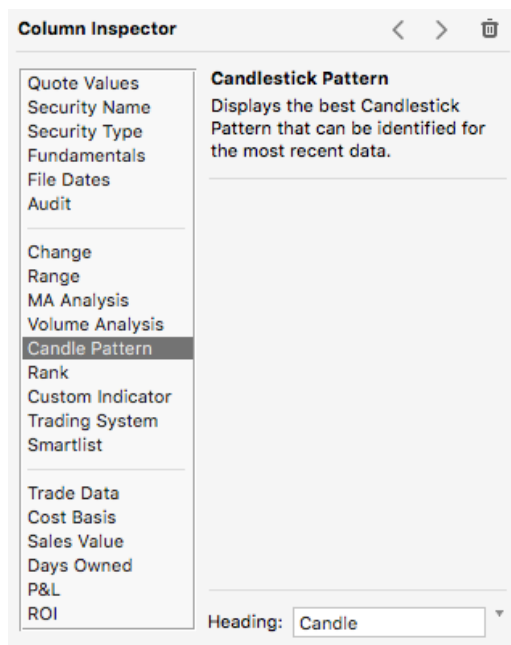 Column Inspector
Quote Values
Security Name
Security Type
Fundamentals
File Dates
Audit
Change
Range
MA Analysis
Volume Analysis
Candle Pattern
Rank
Custom Indicator
Trading System
Smartlist
Trade Data
Cost Basis
Sales Value
Days Owned
P&L
ROI
Candlestick Pattern
Displays the best Candlestick
Pattern that can be identified for
the most recent data.
Heading: Candle